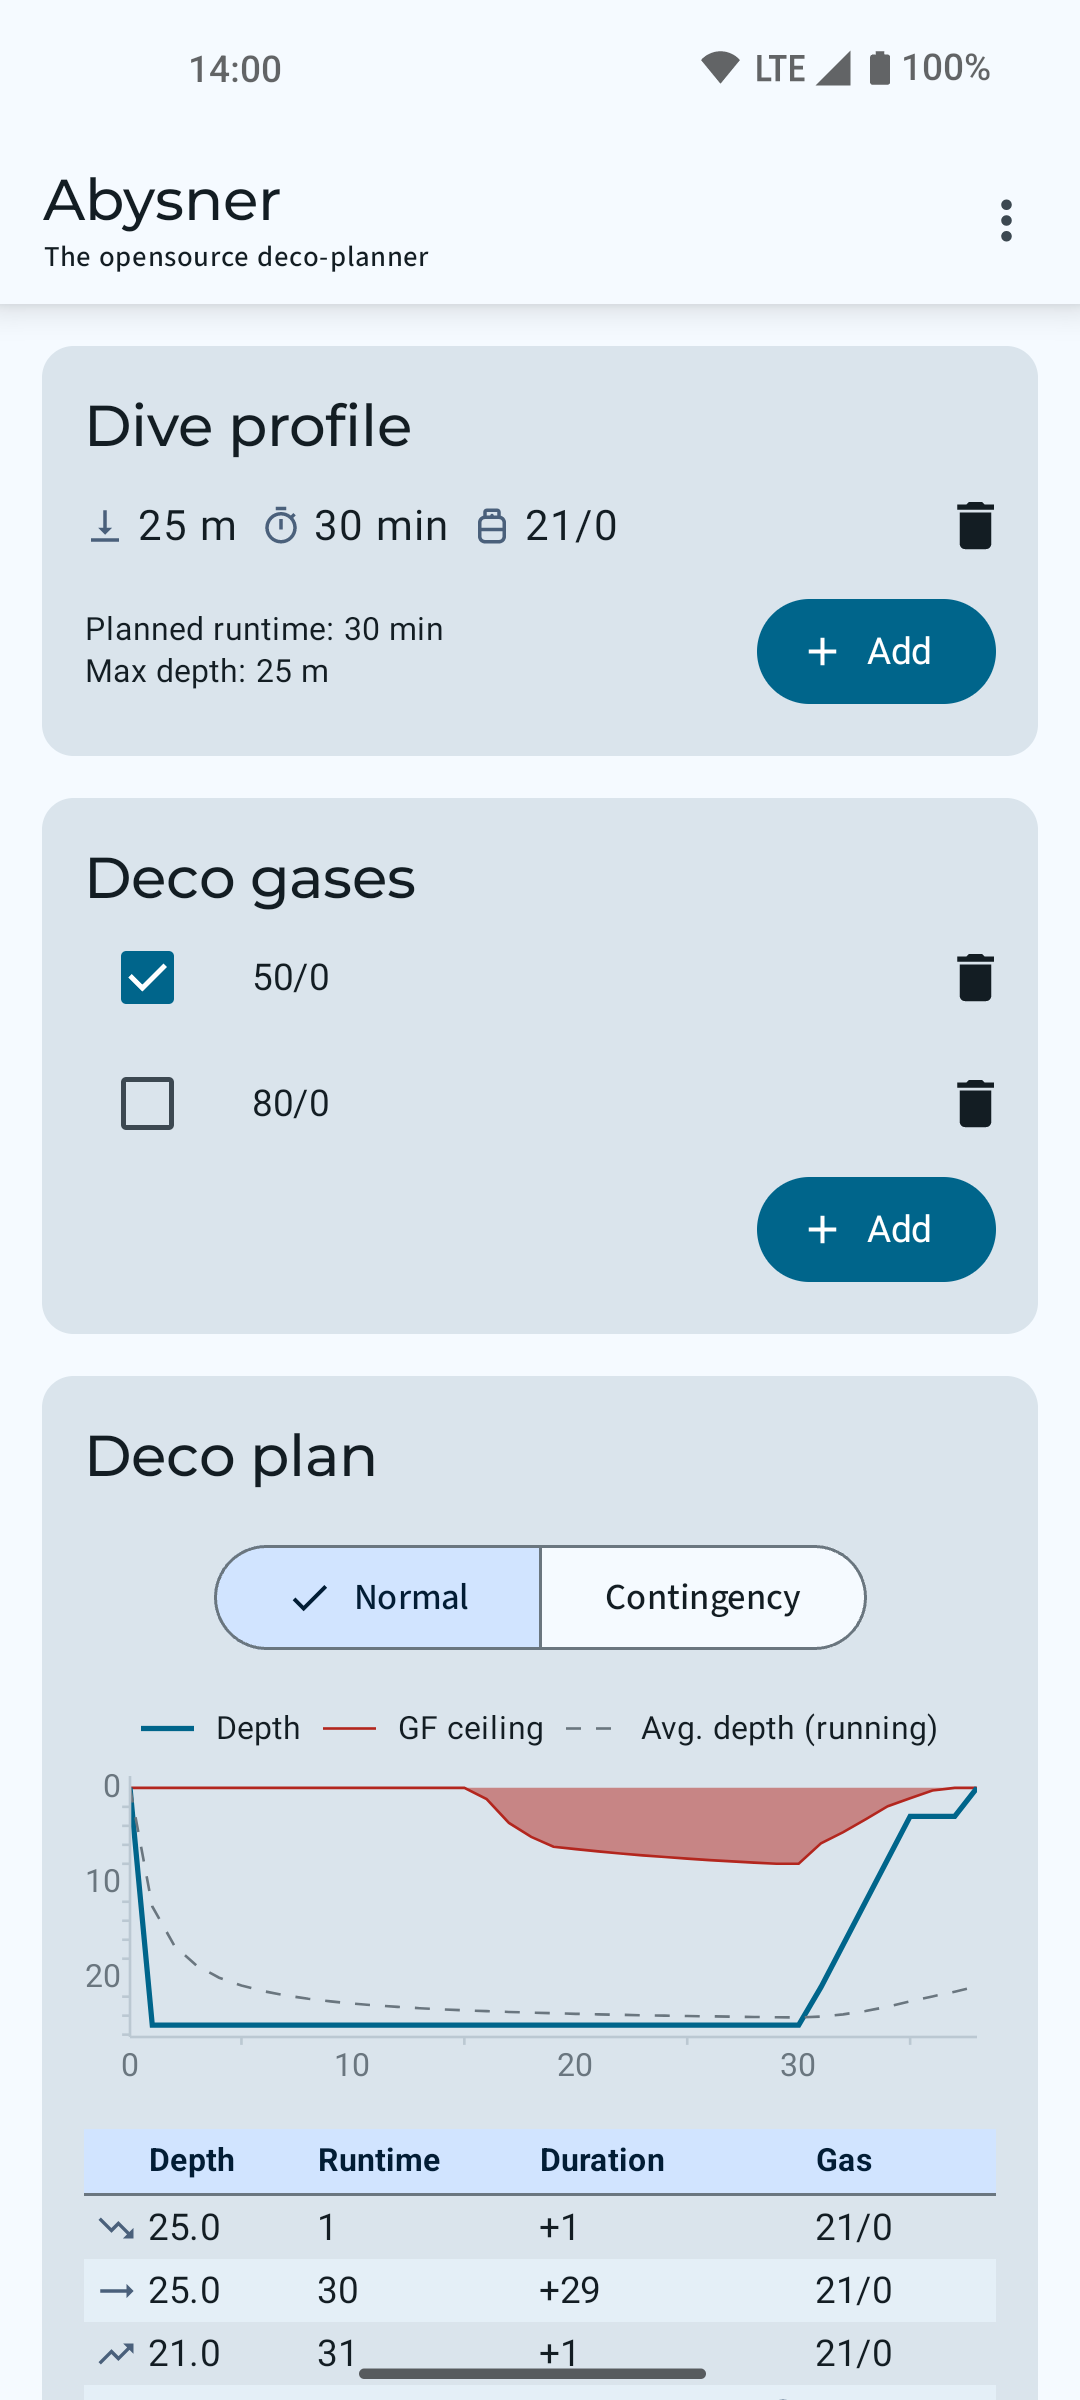 14:00 LTE 100%
Abysner
The opensource deco-planner
Dive profile
25 m 30 min 21/0
Planned runtime: 30 min
Max depth: 25 m
Add
Deco gases
50/0
80/0
Add
Deco plan
Normal Contingency
Depth GF ceiling Avg. depth (running)
0
10
20
0 10 20 30
Depth Runtime Duration Gas
25.0 1 +1 21/0
25.0 30 +29 21/0
21.0 31 +1 21/0